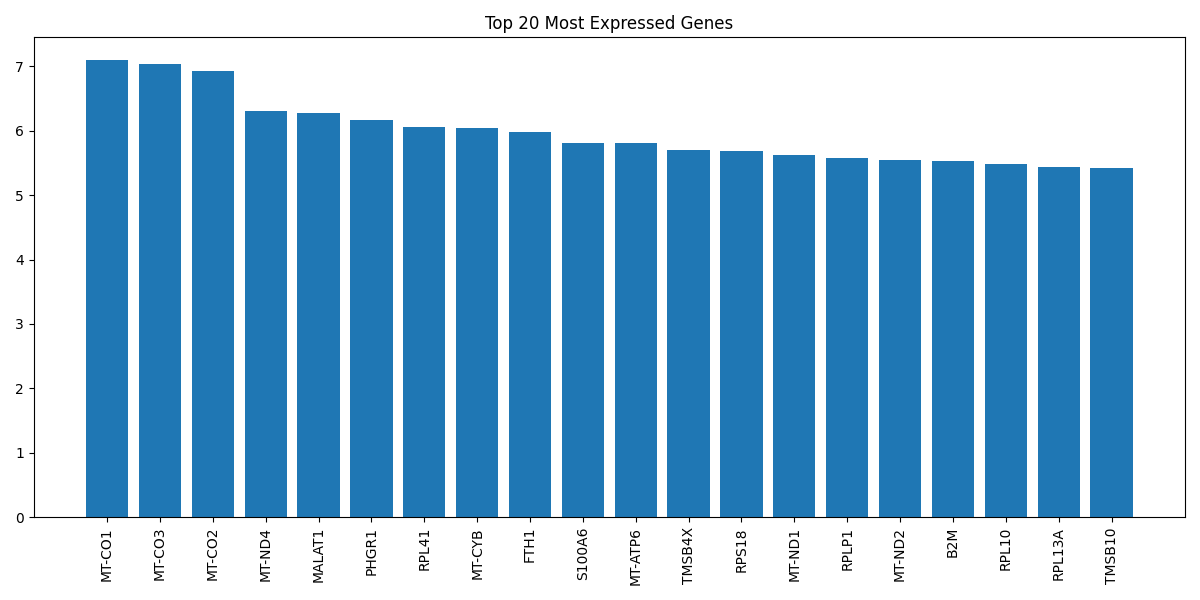 Top 20 Most Expressed Genes
7
6
5
4
3
2
1
0
MT-CO1
MT-CO3
MT-CO2
MT-ND4
MALAT1
PHGR1
RPL41
MT-CYB
FTH1
S100A6
MT-ATP6
TMSB4X
RPS18
MT-ND1
RPLP1
MT-ND2
B2M
RPL10
RPL13A
TMSB10